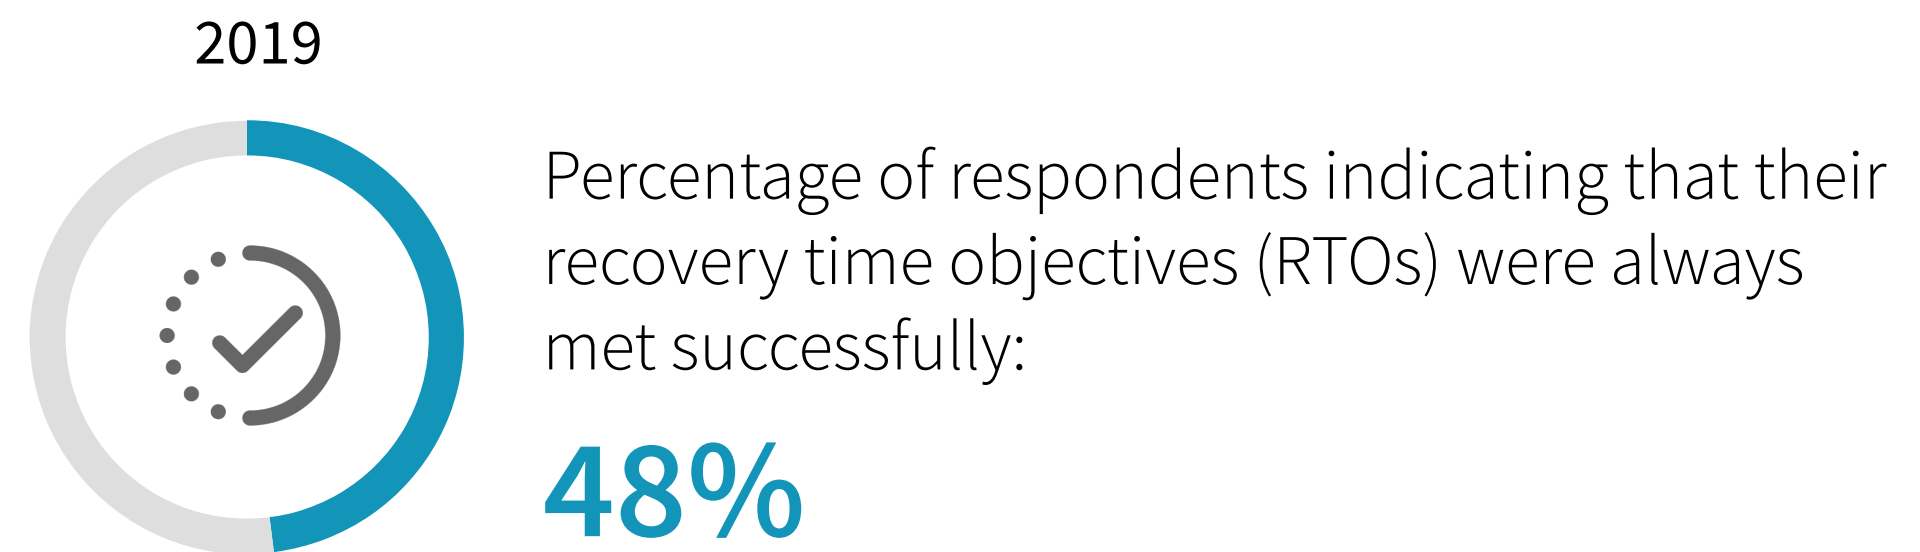 2019
Percentage of respondents indicating that their
recovery time objectives (RTOs) were always
met successfully:
48%